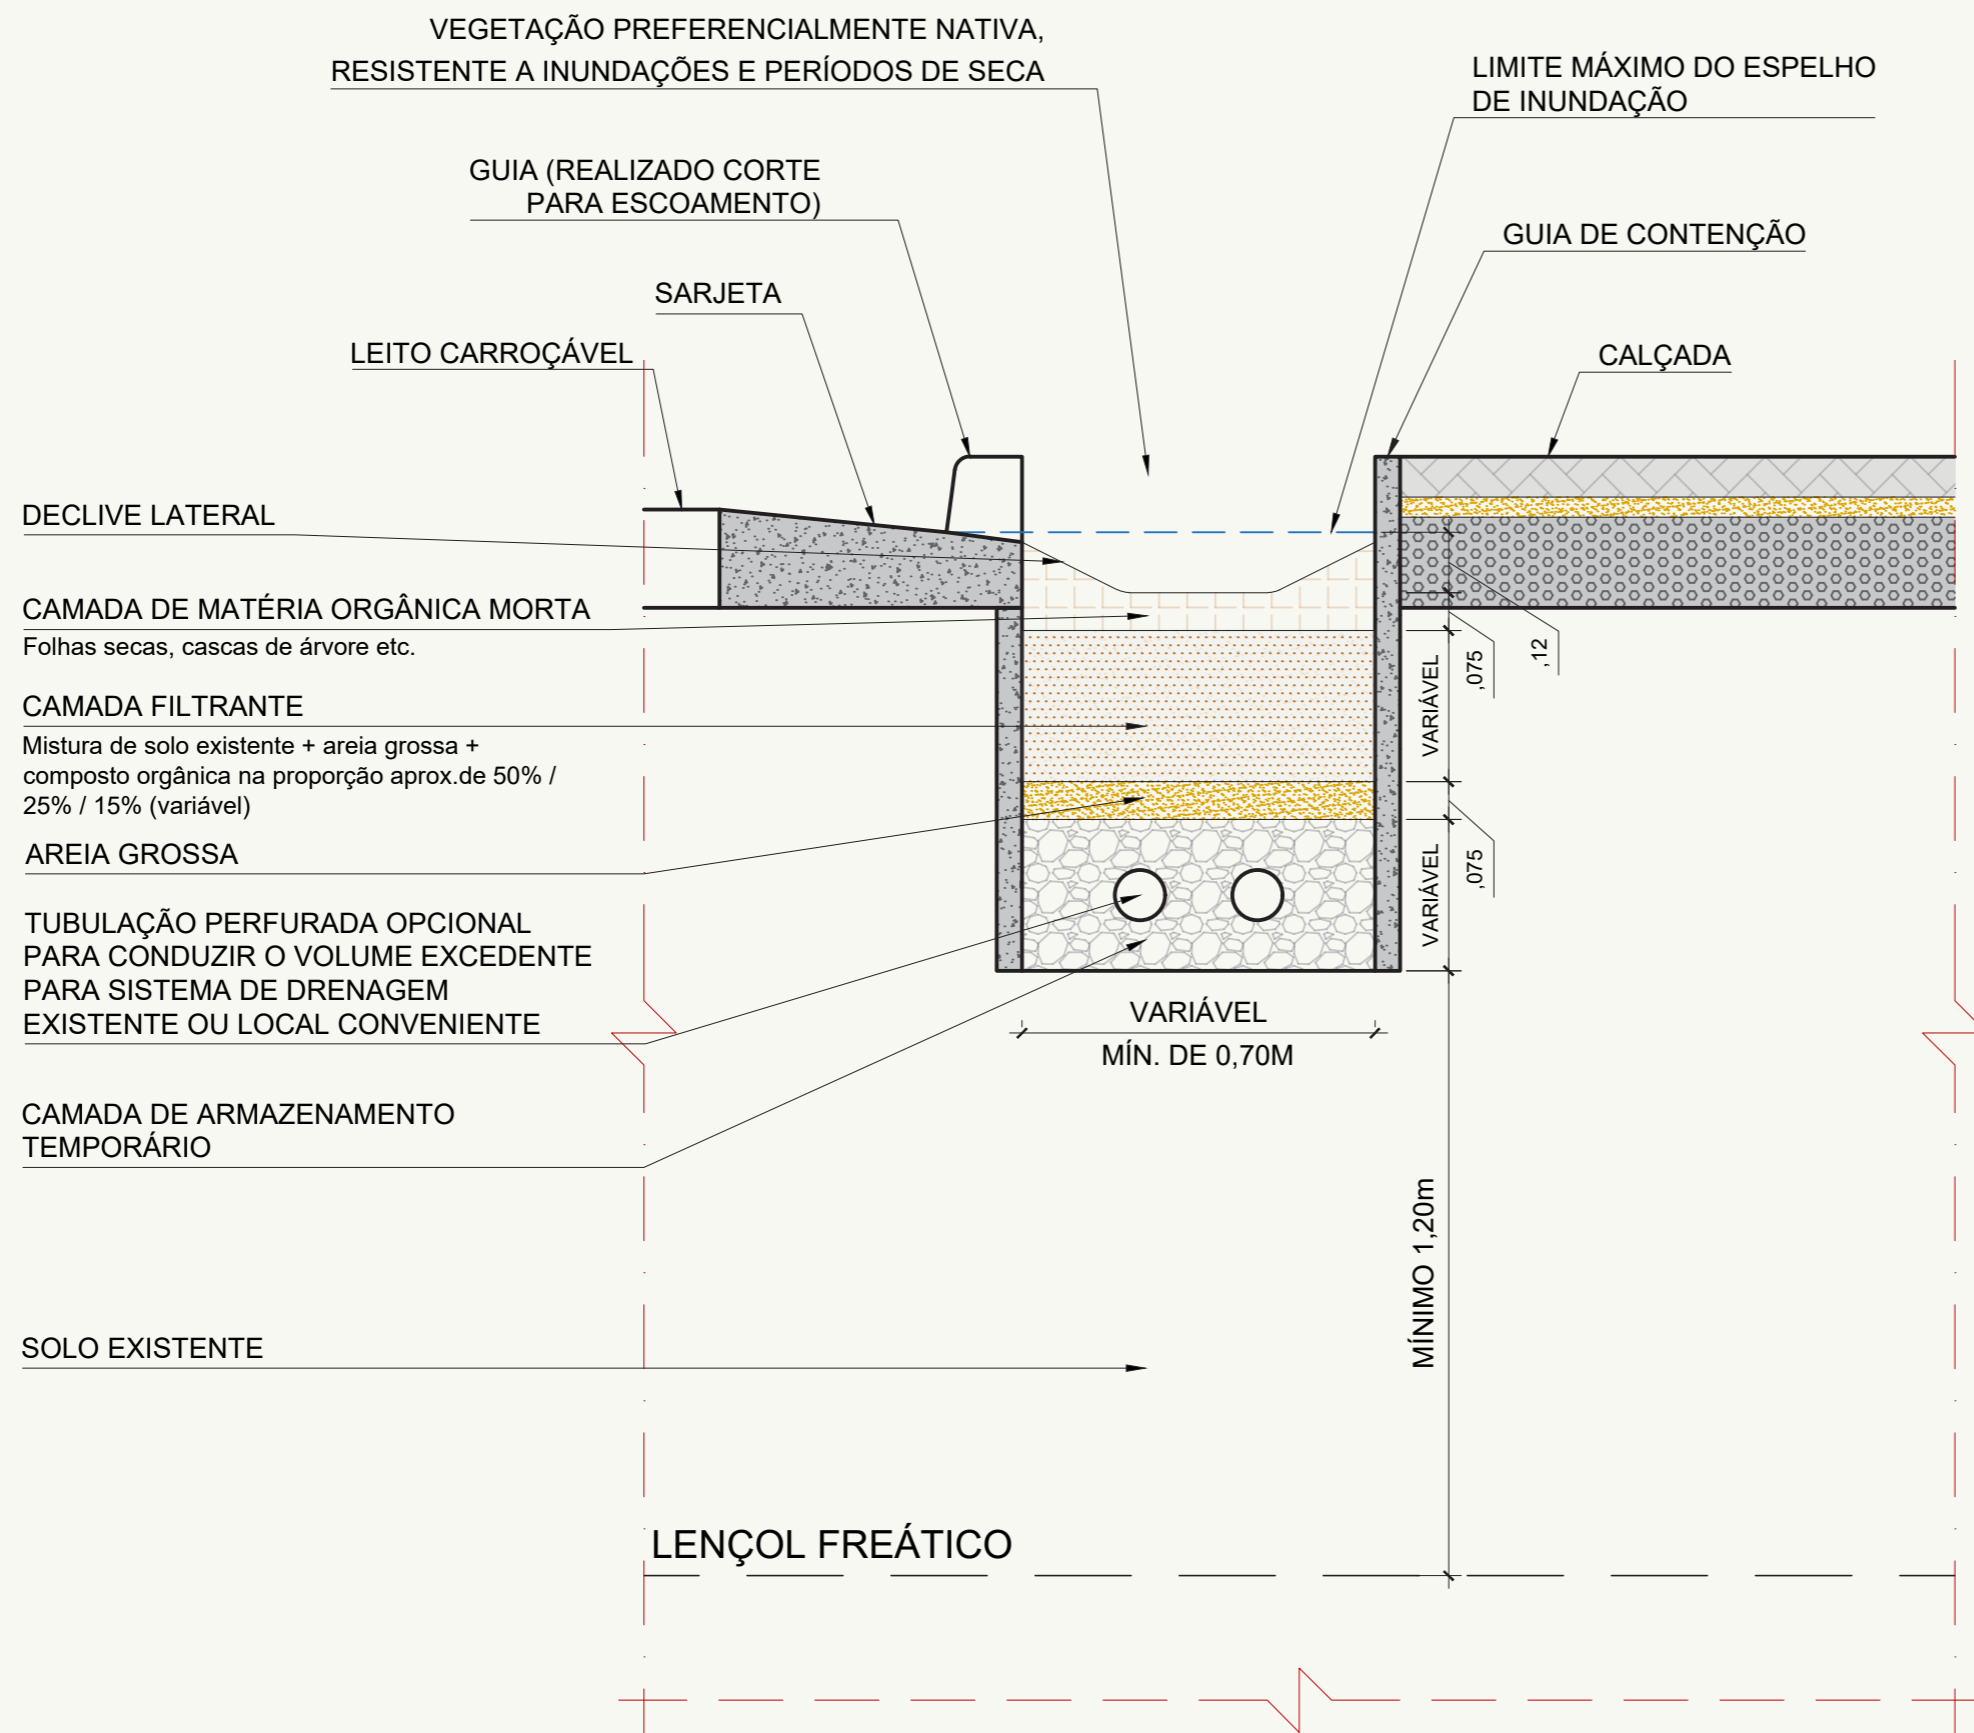 VEGETAÇÃO PREFERENCIALMENTE NATIVA,
RESISTENTE A INUNDAÇÕES E PERÍODOS DE SECA
LIMITE MÁXIMO DO ESPELHO
DE INUNDAÇÃO
GUIA (REALIZADO CORTE
PARA ESCOAMENTO)
GUIA DE CONTENÇÃO
SARJETA
LEITO CARROÇÁVEL
CALÇADA
DECLIVE LATERAL
CAMADA DE MATÉRIA ORGÂNICA MORTA
Folhas secas, cascas de árvore etc.
CAMADA FILTRANTE
Mistura de solo existente + areia grossa +
composto orgânica na proporção aprox.de 50% /
25% / 15% (variável)
AREIA GROSSA
TUBULAÇÃO PERFURADA OPCIONAL
PARA CONDUZIR O VOLUME EXCEDENTE
PARA SISTEMA DE DRENAGEM
EXISTENTE OU LOCAL CONVENIENTE
CAMADA DE ARMAZENAMENTO
TEMPORÁRIO
SOLO EXISTENTE
,12
,075
VARIÁVEL
,075
VARIÁVEL
VARIÁVEL
MÍN. DE 0,70M
MÍNIMO 1,20m
LENÇOL FREÁTICO